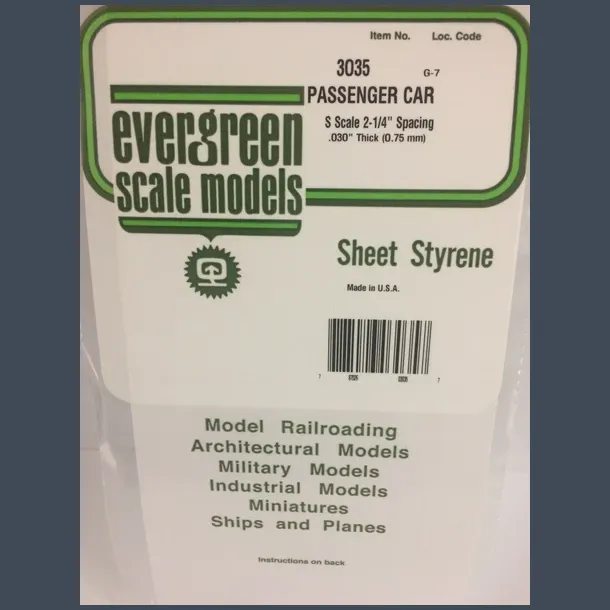 Item No. Loc. Code
3035 G-7
PASSENGER CAR
S Scale 2-1/4" Spacing
.030" Thick (0.75 mm)
evergreen
scale models
Sheet Styrene
Made in U.S.A.
Model Railroading
Architectural Models
Military Models
Industrial Models
Miniatures
Ships and Planes
Instructions on back